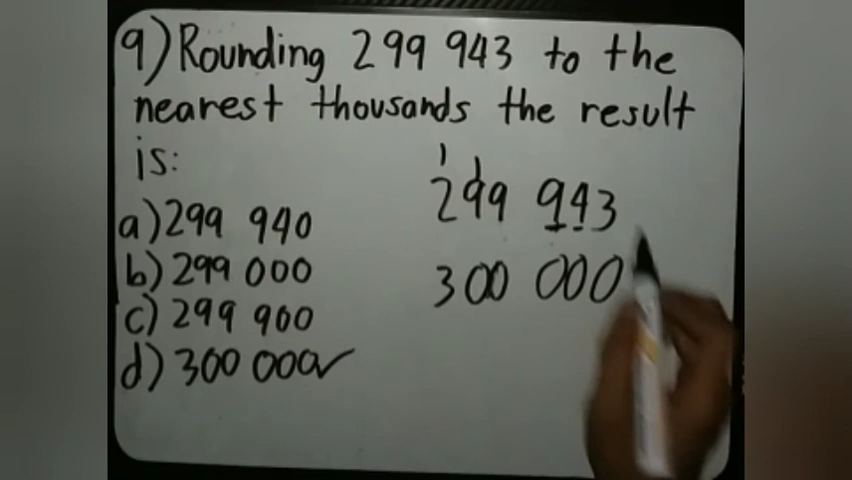 9) Rounding 299 943 to the
nearest thousands the result
is:
a) 299 940
b) 299 000
c) 299 900
d) 300 000✓
1 1
299 943
300 000